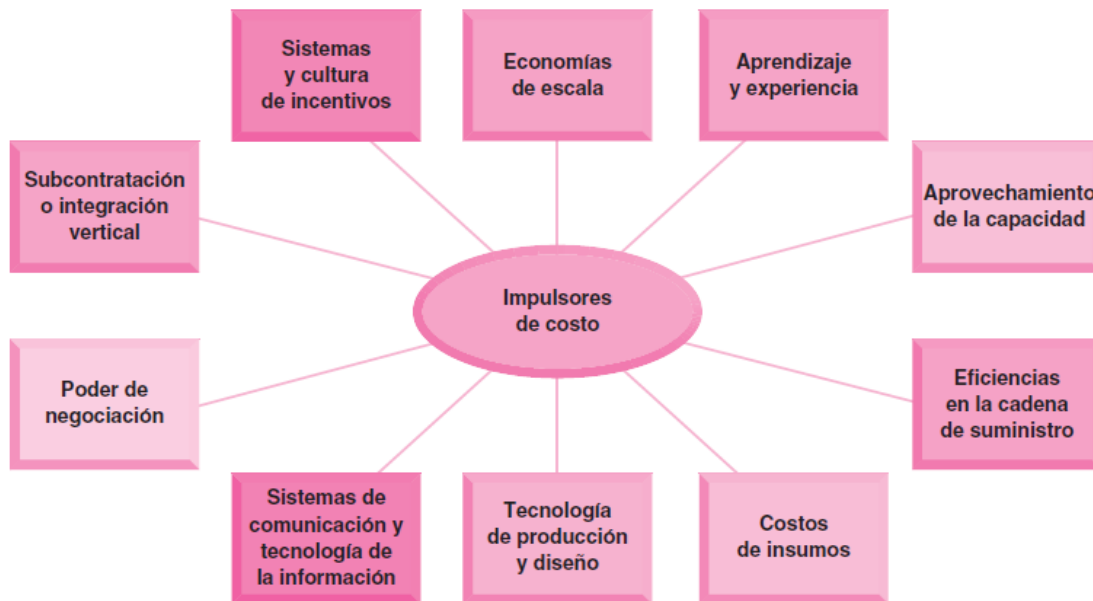 Sistemas
y cultura
de incentivos
Economías
de escala
Aprendizaje
y experiencia
Subcontratación
o integración
vertical
Aprovechamiento
de la capacidad
Impulsores
de costo
Poder de
negociación
Eficiencias
en la cadena
de suministro
Sistemas de
comunicación y
tecnología de
la información
Tecnología
de producción
y diseño
Costos
de insumos